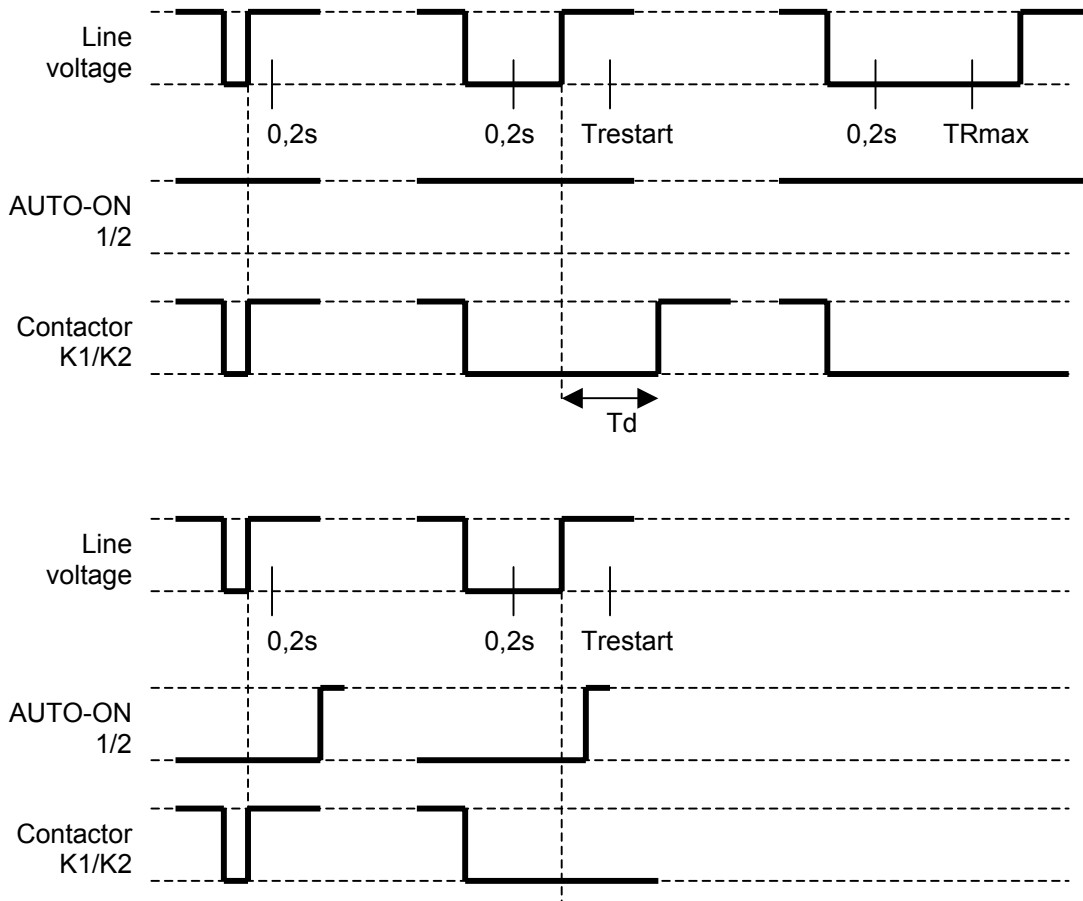 Line
voltage
0,2s
0,2s
Trestart
0,2s
TRmax
AUTO-ON
1/2
Contactor
K1/K2
Td
Line
voltage
0,2s
0,2s
Trestart
AUTO-ON
1/2
Contactor
K1/K2